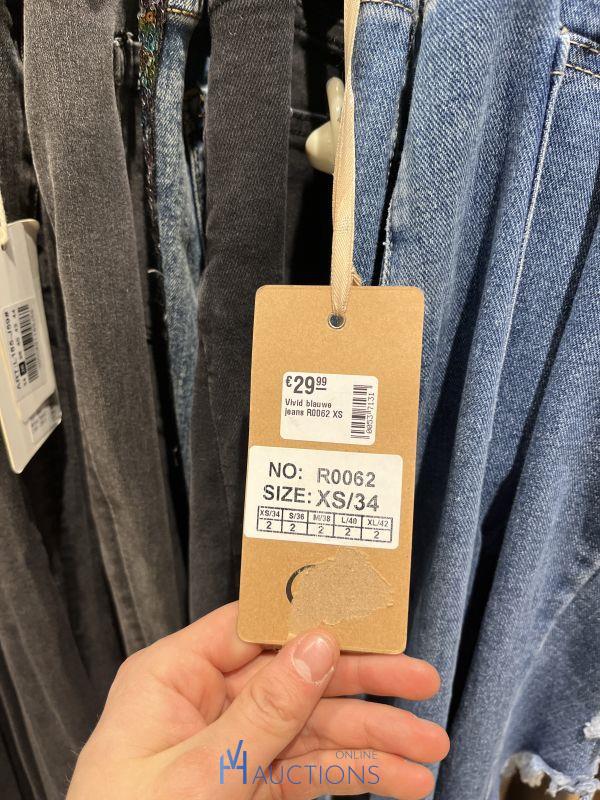 €29.99
Vivid blauwe
jeans R0062 XS
NO: R0062
SIZE: XS/34
XS/34 S/36 M/38 L/40 XL/42
2 2 2 2 2
ONLINE
AUCTIONS